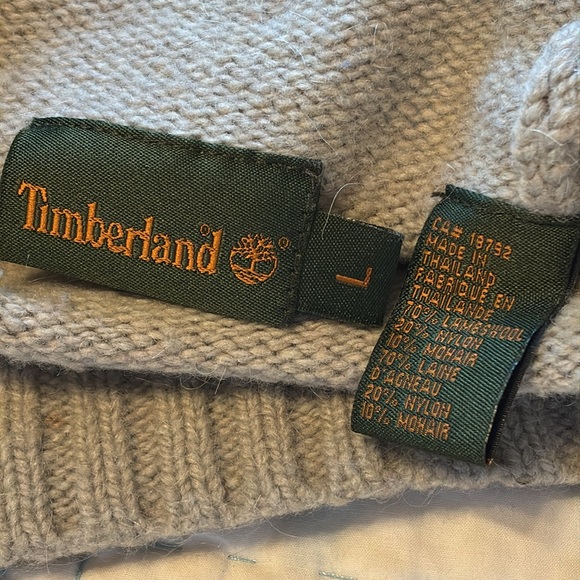 Timberland®
®
L
CA# 19792
MADE IN
THAILAND
FABRIQUE EN
THAILANDE
70% LAMBSWOOL
20% NYLON
10% MOHAIR
70% LAINE
D'AGNEAU
20% NYLON
10% MOHAIR